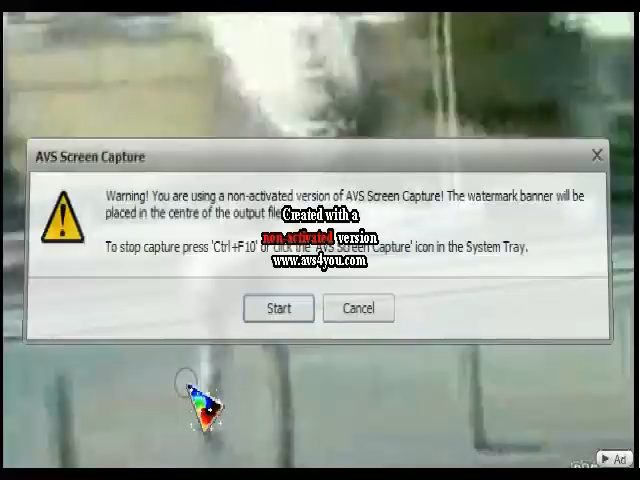 AVS Screen Capture
Warning! You are using a non-activated version of AVS Screen Capture! The watermark banner will be
placed in the centre of the output file
Created with a
non activated version
To stop capture press 'Ctrl+F10' or click the 'AVS Screen Capture' icon in the System Tray.
www.avs4you.com
Start Cancel
Ad